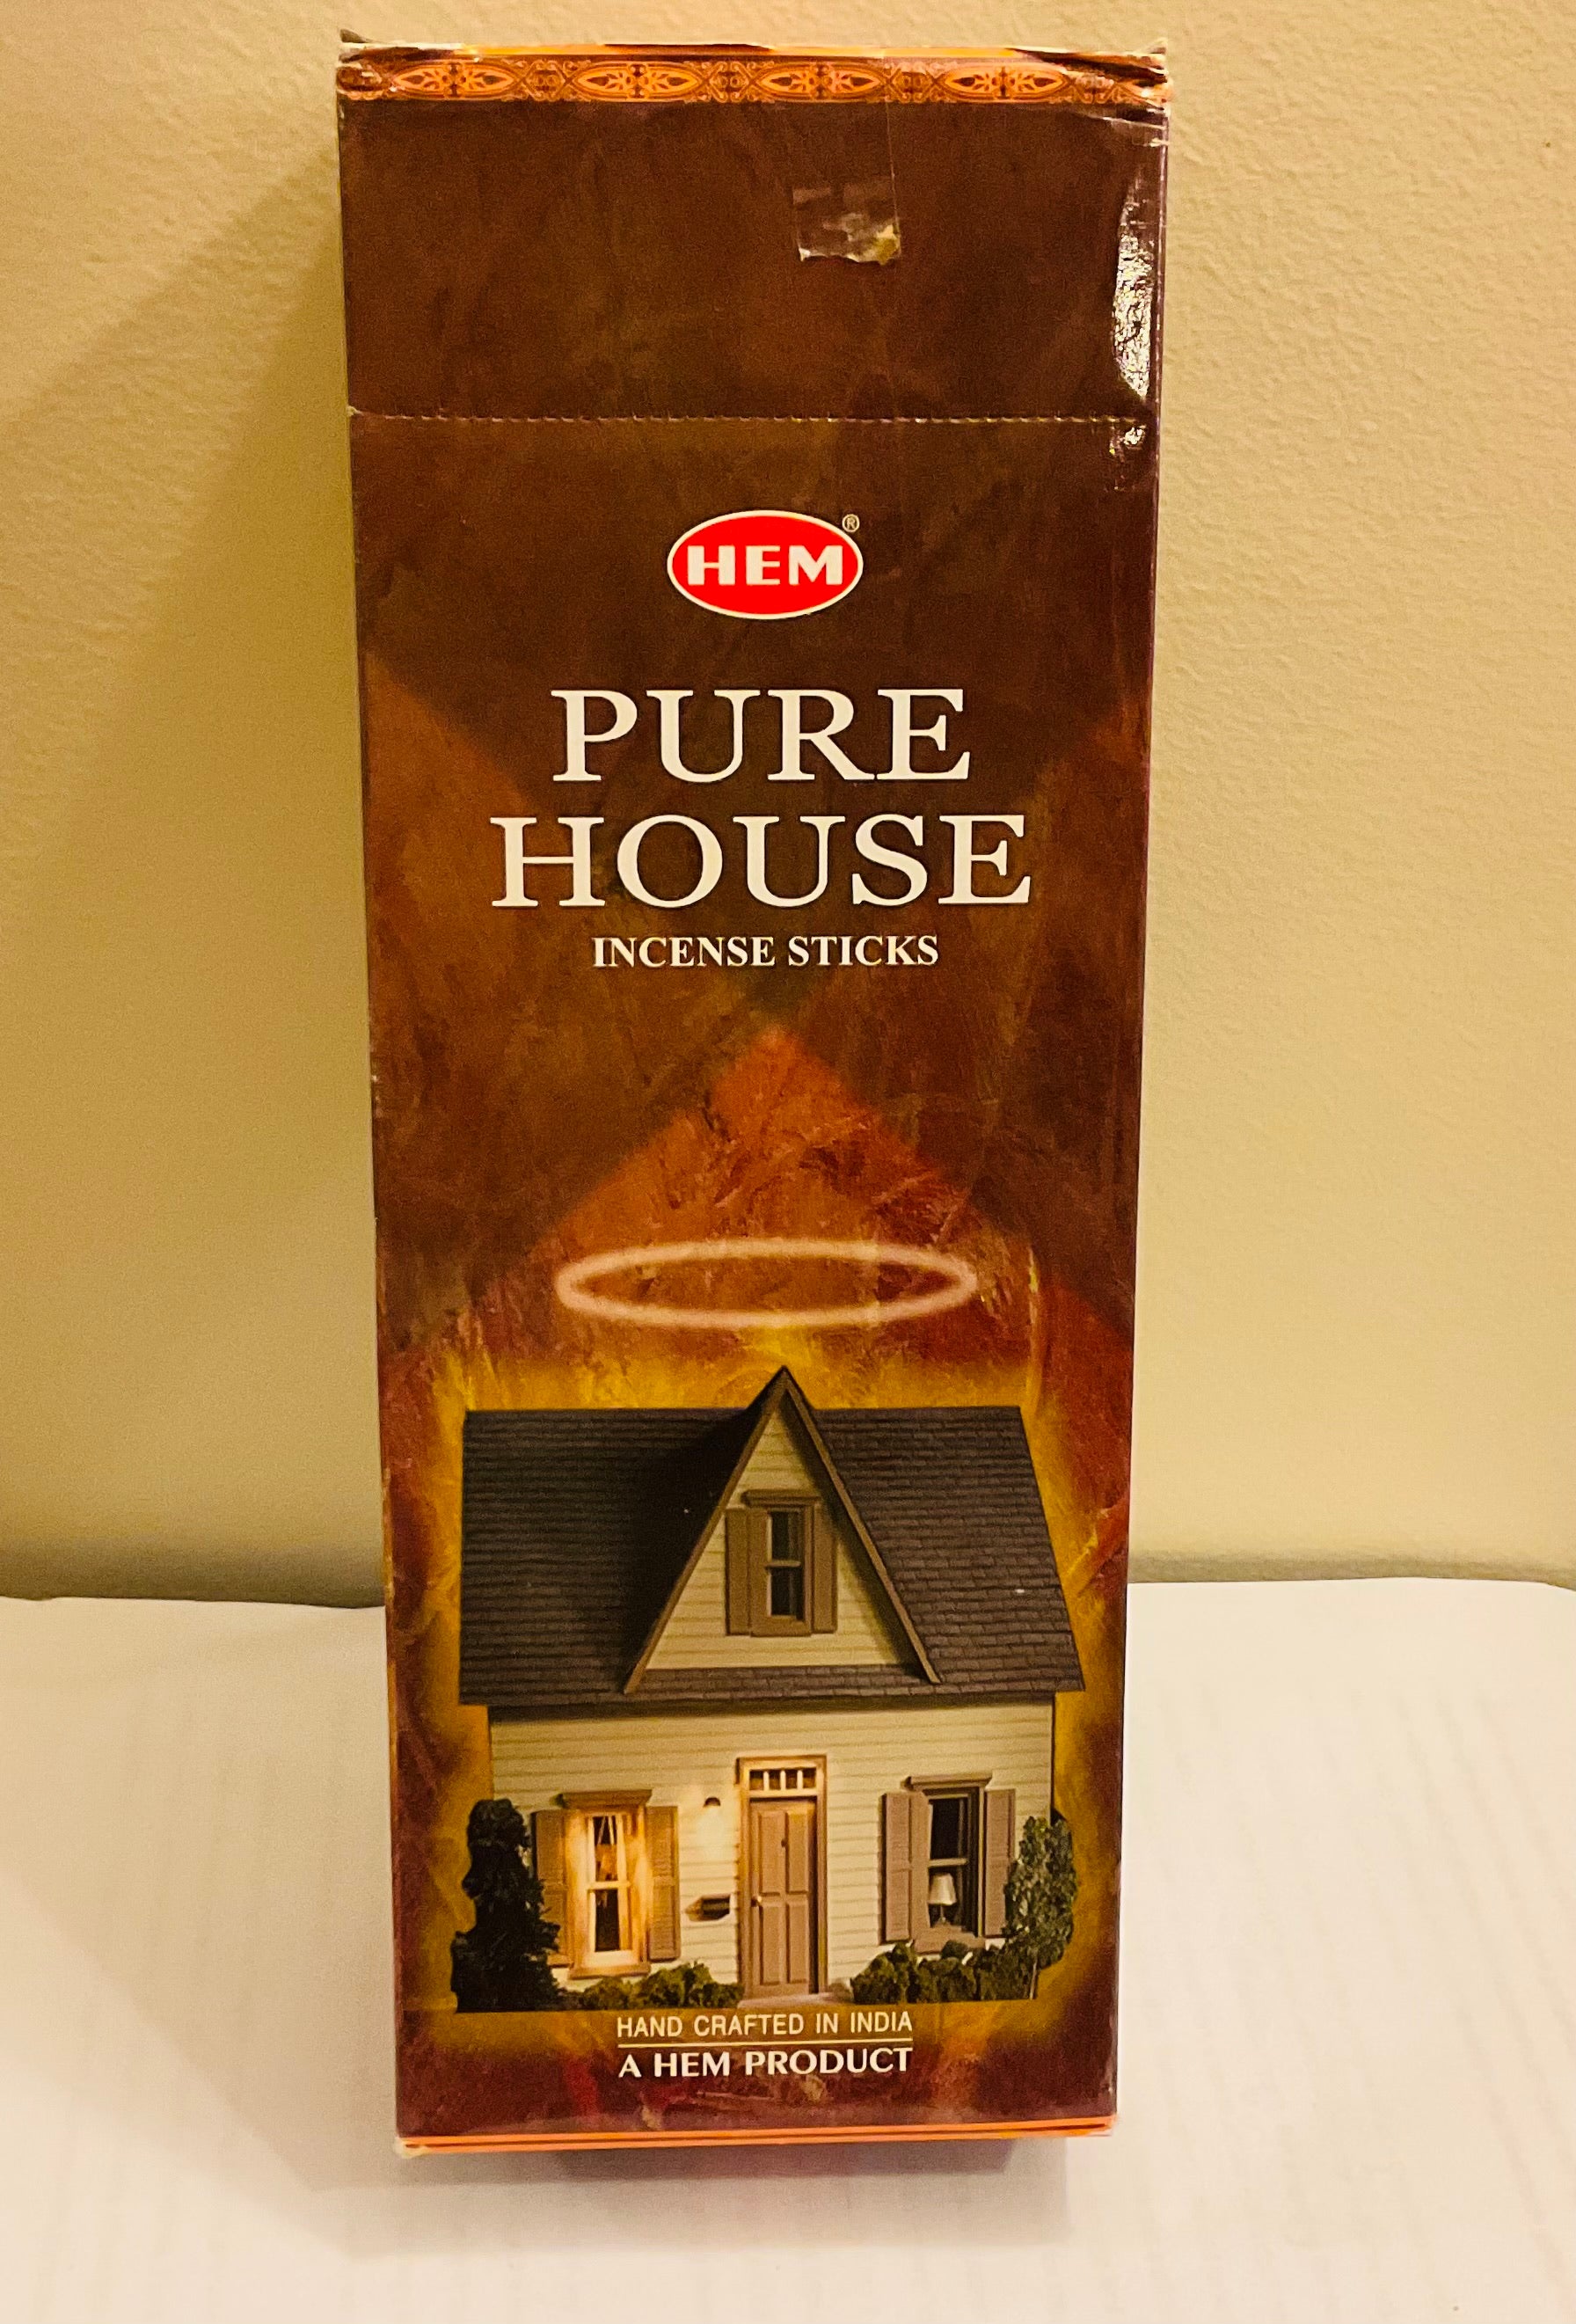 HEM®
PURE
HOUSE
INCENSE STICKS
HAND CRAFTED IN INDIA
A HEM PRODUCT